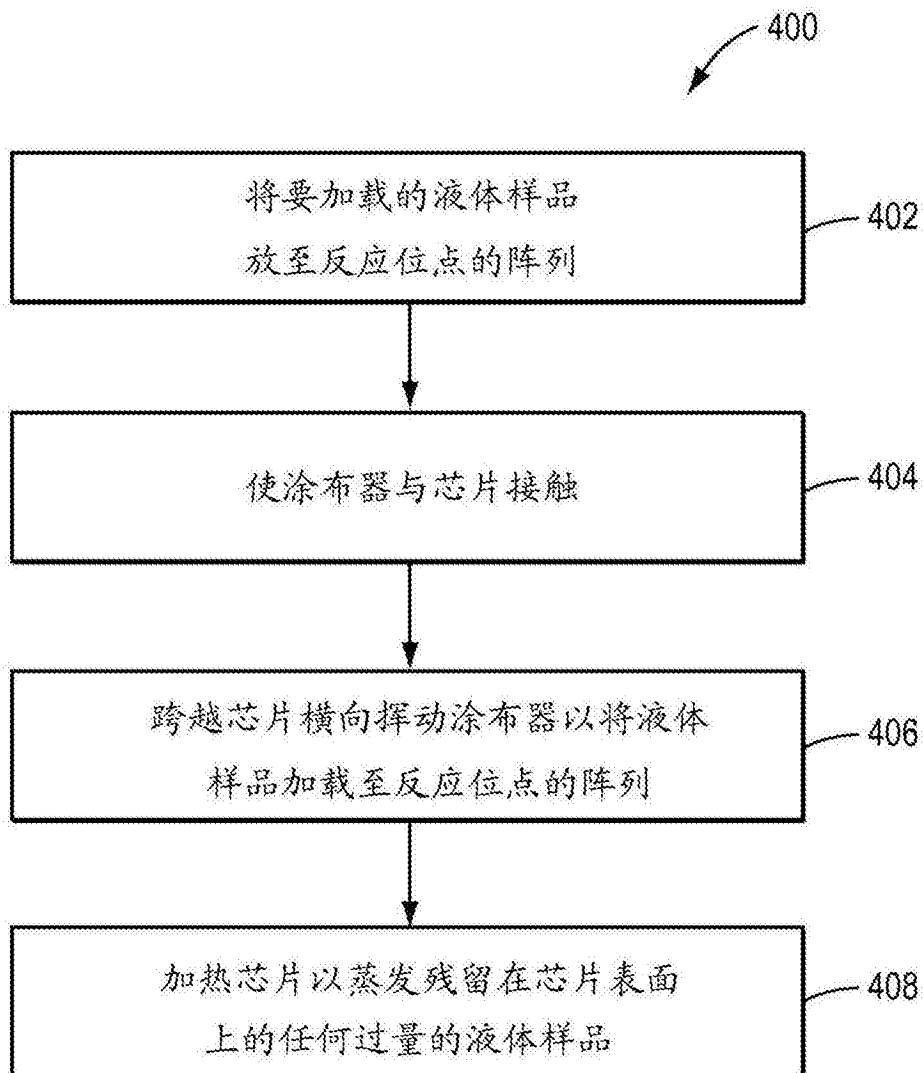 400
将要加载的液体样品
放至反应位点的阵列
402
使涂布器与芯片接触
404
跨越芯片横向挥动涂布器以将液体
样品加载至反应位点的阵列
406
加热芯片以蒸发残留在芯片表面
上的任何过量的液体样品
408